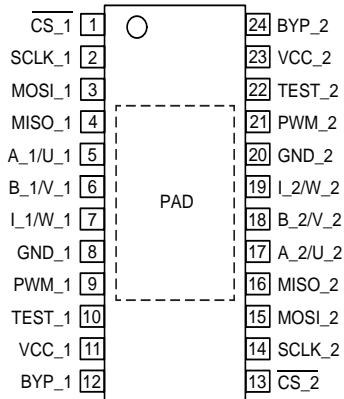 CS_1 1 24 BYP_2
SCLK_1 2 23 VCC_2
MOSI_1 3 22 TEST_2
MISO_1 4 21 PWM_2
A_1/U_1 5 20 GND_2
B_1/V_1 6 19 I_2/W_2
PAD
I_1/W_1 7 18 B_2/V_2
GND_1 8 17 A_2/U_2
PWM_1 9 16 MISO_2
TEST_1 10 15 MOSI_2
VCC_1 11 14 SCLK_2
BYP_1 12 13 CS_2